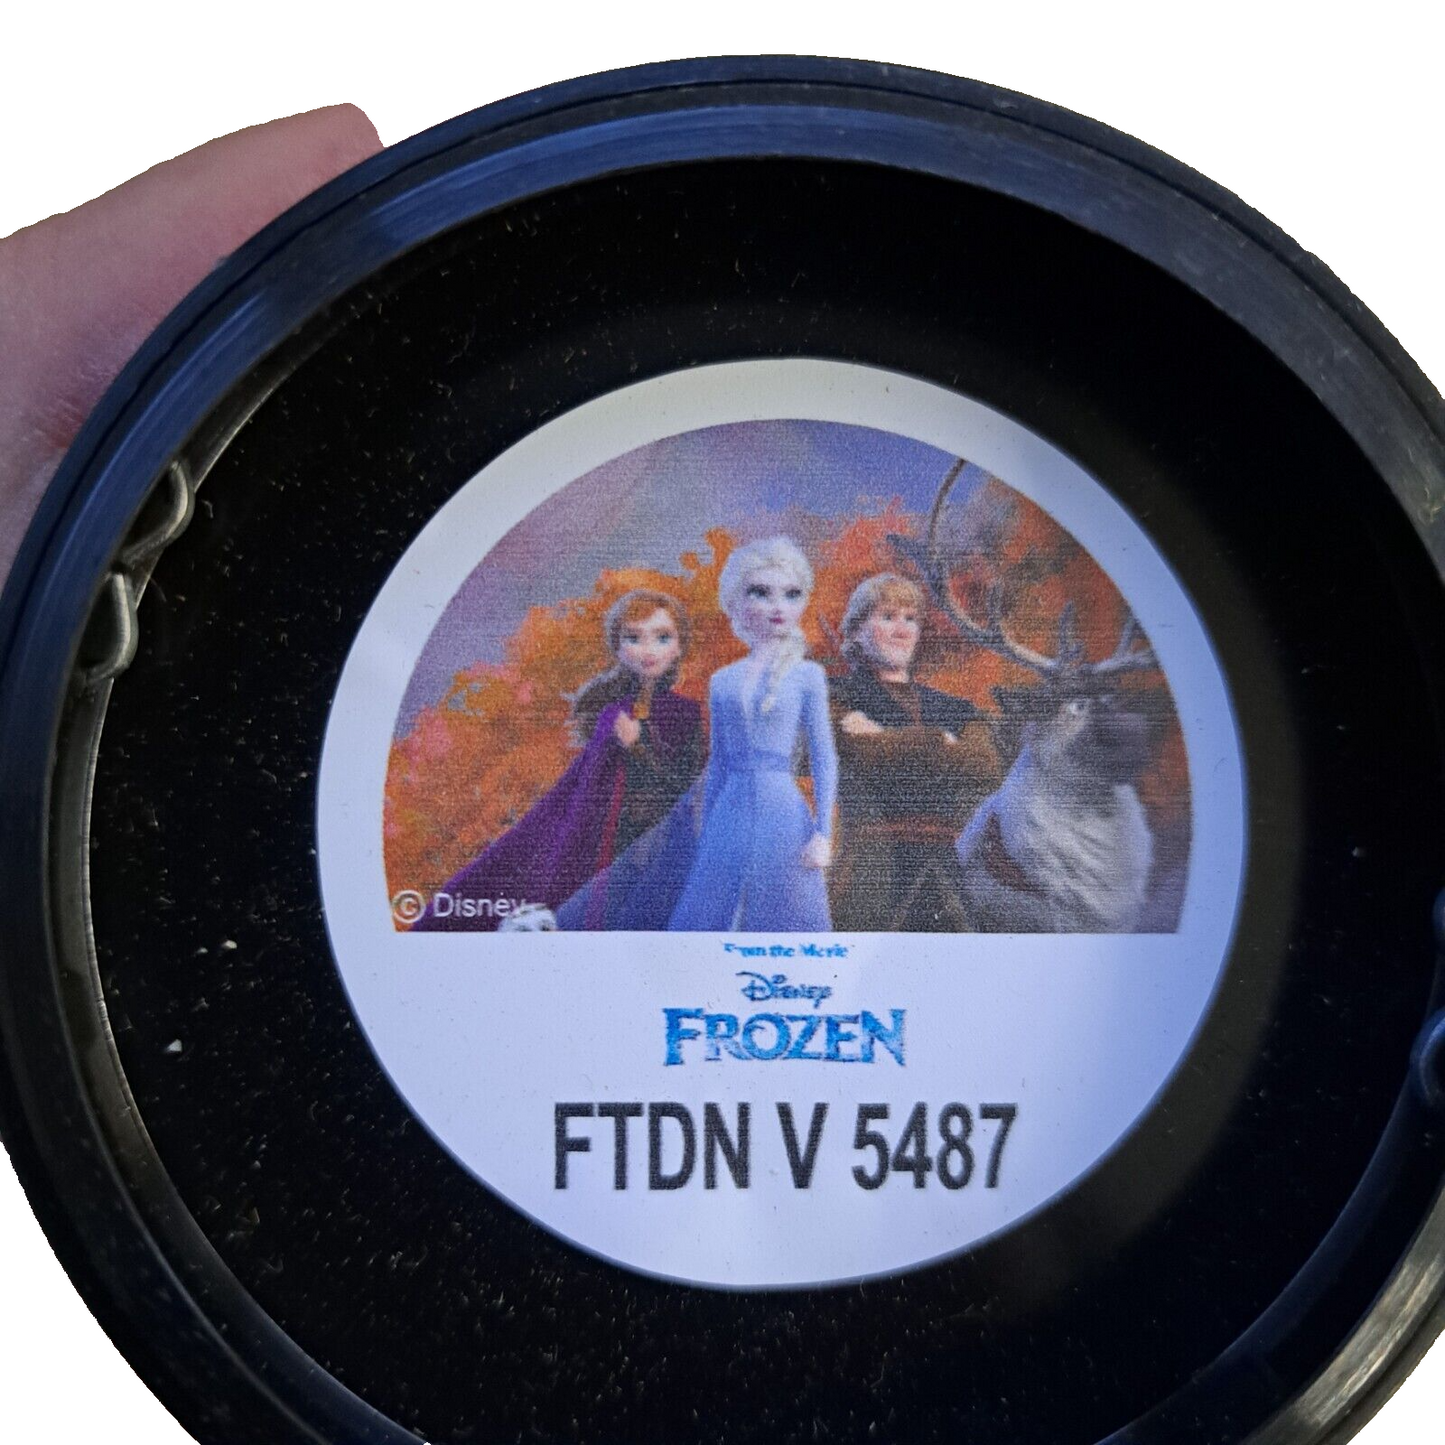 © Disney
From the Movie
Disney
FROZEN
FTDN V 5487